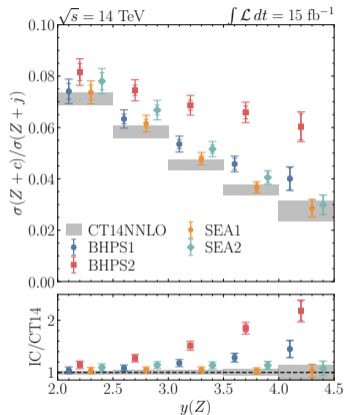 √s = 14 TeV ∫ ℒ dt = 15 fb⁻¹
0.10
0.08
0.06
0.04
0.02
0.00
σ(Z + c)/σ(Z + j)
CT14NNLO
BHPS1
BHPS2
SEA1
SEA2
IC/CT14
2
1
2.0 2.5 3.0 3.5 4.0 4.5
y(Z)